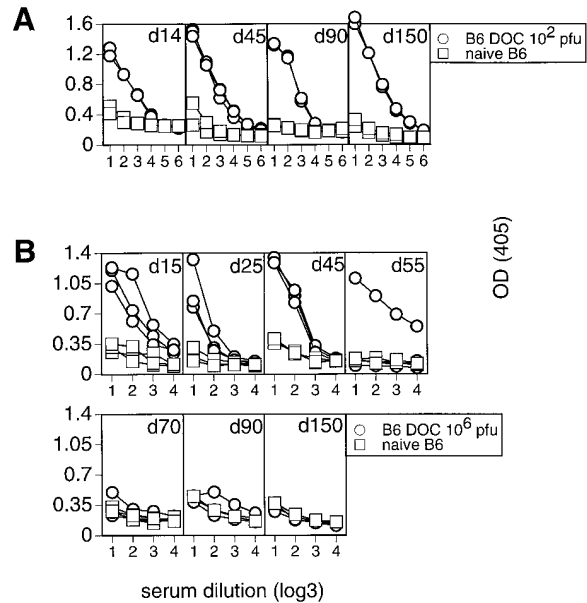 A
d14 d45 d90 d150
B6 DOC 10² pfu
naive B6
1.6
1.2
0.8
0.4
0
1 2 3 4 5 6 1 2 3 4 5 6 1 2 3 4 5 6 1 2 3 4 5 6
OD (405)
B
d15 d25 d45 d55
1.4
1.05
0.7
0.35
0
1 2 3 4 1 2 3 4 1 2 3 4 1 2 3 4
d70 d90 d150
B6 DOC 10⁶ pfu
naive B6
1.4
1.05
0.7
0.35
0
1 2 3 4 1 2 3 4 1 2 3 4
serum dilution (log3)